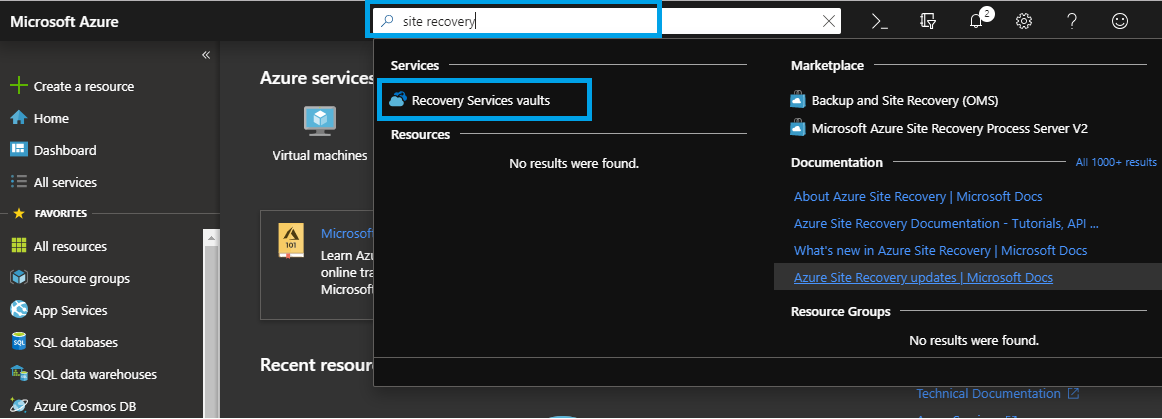 Microsoft Azure
site recovery
2
Create a resource
Home
Dashboard
All services
FAVORITES
All resources
Resource groups
App Services
SQL databases
SQL data warehouses
Azure Cosmos DB
Azure services
Virtual machines
101
Microsoft
Learn Azu
online tra
Microsoft
Recent resour
Services
Recovery Services vaults
Resources
No results were found.
Marketplace
Backup and Site Recovery (OMS)
Microsoft Azure Site Recovery Process Server V2
Documentation
All 1000+ results
About Azure Site Recovery | Microsoft Docs
Azure Site Recovery Documentation - Tutorials, API ...
What's new in Azure Site Recovery | Microsoft Docs
Azure Site Recovery updates | Microsoft Docs
Resource Groups
No results were found.
Technical Documentation